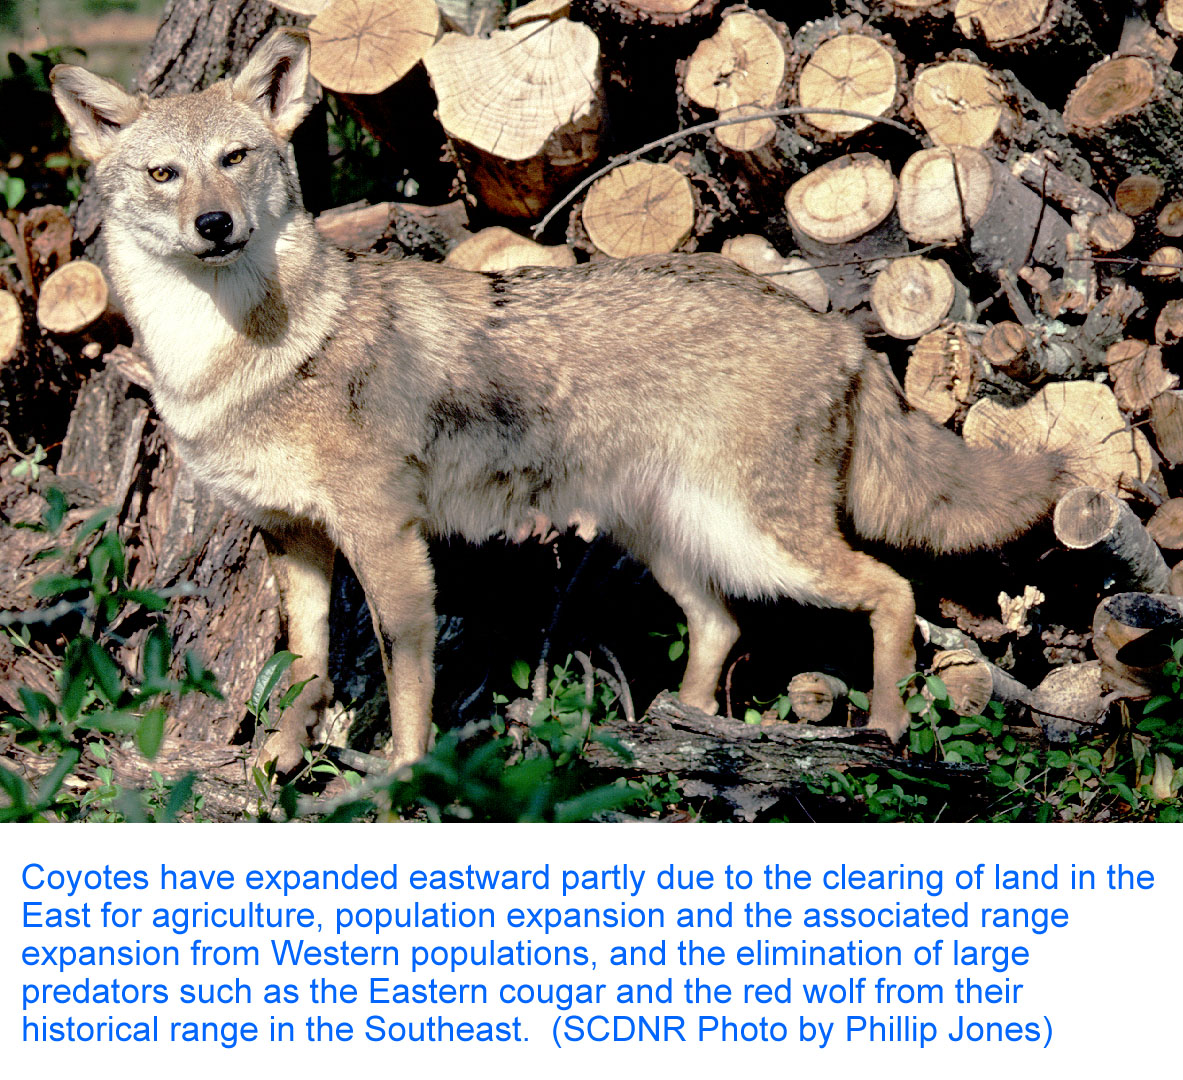 Coyotes have expanded eastward partly due to the clearing of land in the
East for agriculture, population expansion and the associated range
expansion from Western populations, and the elimination of large
predators such as the Eastern cougar and the red wolf from their
historical range in the Southeast.  (SCDNR Photo by Phillip Jones)